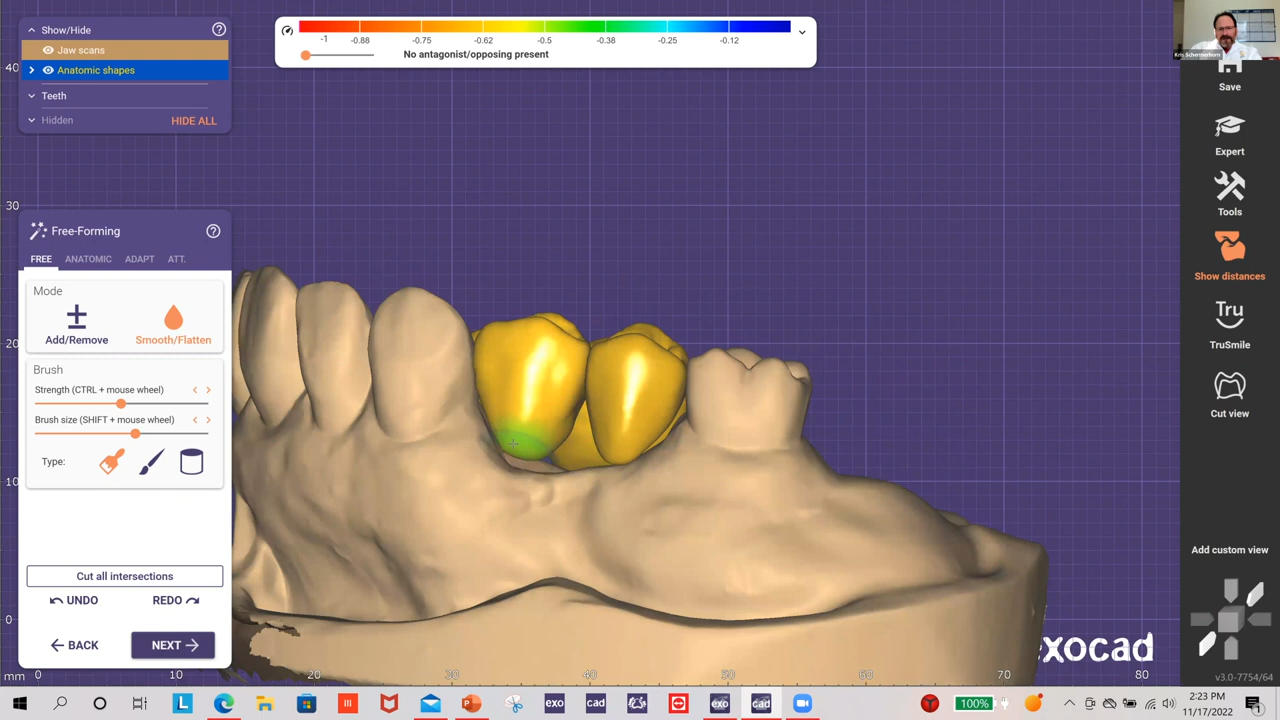 Show/Hide
Jaw scans
Anatomic shapes
Teeth
Hidden HIDE ALL
-1 -0.88 -0.75 -0.62 -0.5 -0.38 -0.25 -0.12
No antagonist/opposing present
Kris Schermerhorn
Save
Expert
Tools
Show distances
Tru
TruSmile
Cut view
Add custom view
40
30
20
10
0
Free-Forming
FREE ANATOMIC ADAPT ATT.
Mode
Add/Remove Smooth/Flatten
Brush
Strength (CTRL + mouse wheel)
Brush size (SHIFT + mouse wheel)
Type:
Cut all intersections
UNDO REDO
BACK NEXT
mm 0 10 20 30 40 50 60 70 80
exocad
v3.0-7754/64
L exo cad exo cad 100% 2:23 PM
11/17/2022